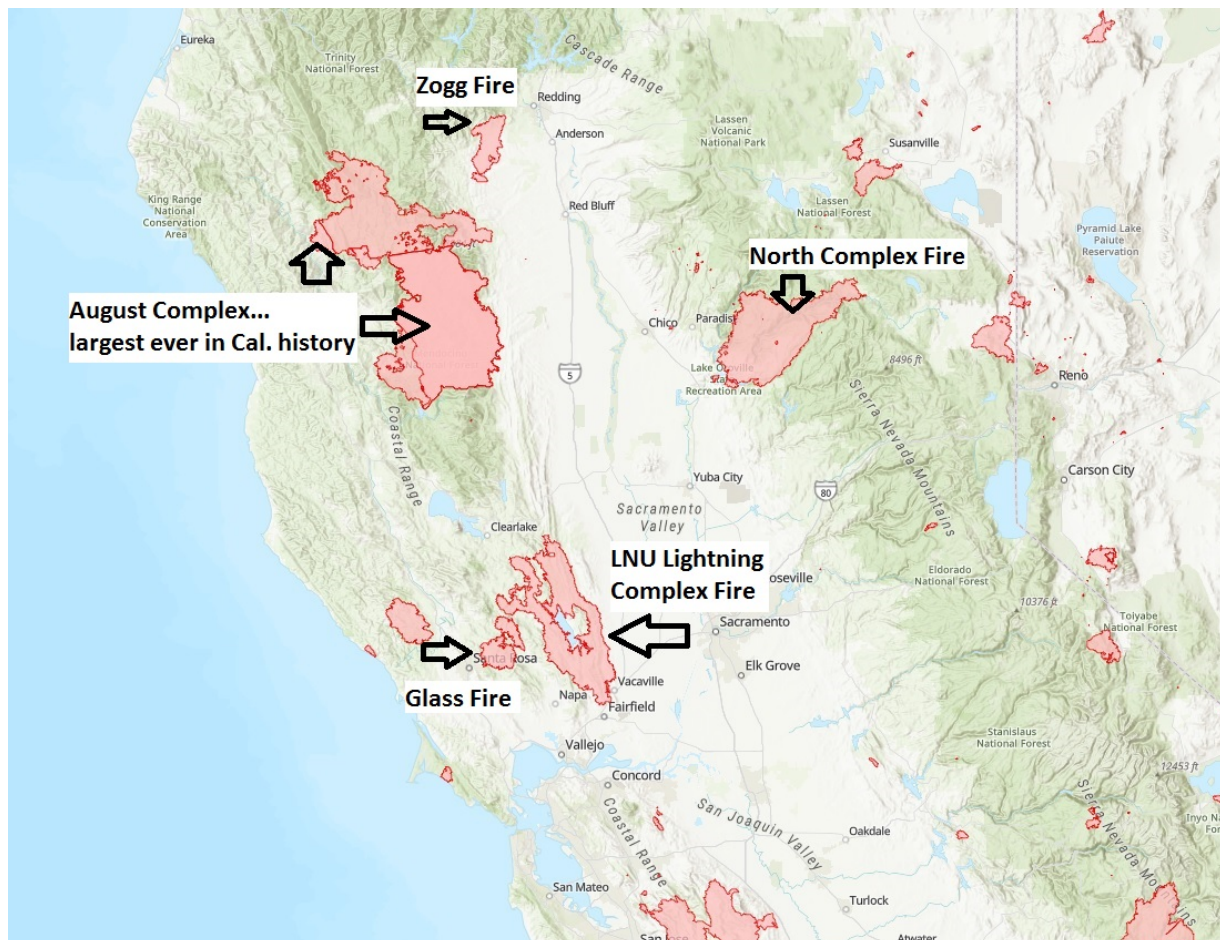 Eureka
Trinity
National Forest
Cascade Range
Zogg Fire
Redding
Anderson
Lassen
Volcanic
National Park
Susanville
King Range
National
Conservation
Area
Red Bluff
Lassen
National Forest
Pyramid Lake
Paiute
Reservation
North Complex Fire
August Complex...
largest ever in Cal. history
Chico
Paradis
Lake Oroville
Sta
Recreation Area
5
8496 ft
Reno
Coastal Range
Sierra Nevada Mountains
Carson City
Yuba City
80
Sacramento
Valley
Clearlake
LNU Lightning
Complex Fire
oseville
Eldorado
National Forest
10376 ft
Toiyabe
National Forest
Sacramento
Santa Rosa
Elk Grove
Glass Fire
Napa
Vacaville
Fairfield
Vallejo
Stanislaus
National Forest
12453 ft
Concord
Coastal Range
San Joaquin Valley
Oakdale
Sierra Nevada Mountains
Inyo Na
Fo
San Mateo
Turlock
San Jose
Atwater